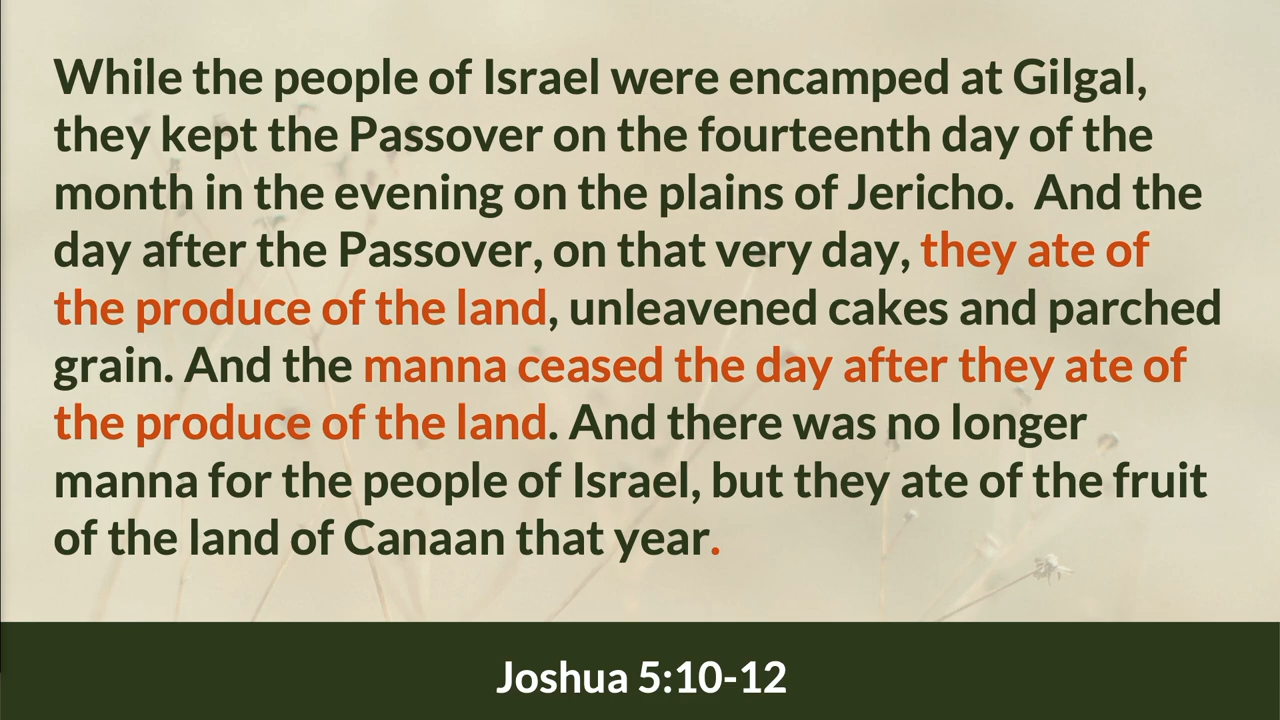 While the people of Israel were encamped at Gilgal,
they kept the Passover on the fourteenth day of the
month in the evening on the plains of Jericho.  And the
day after the Passover, on that very day, they ate of
the produce of the land, unleavened cakes and parched
grain. And the manna ceased the day after they ate of
the produce of the land. And there was no longer
manna for the people of Israel, but they ate of the fruit
of the land of Canaan that year.
Joshua 5:10-12